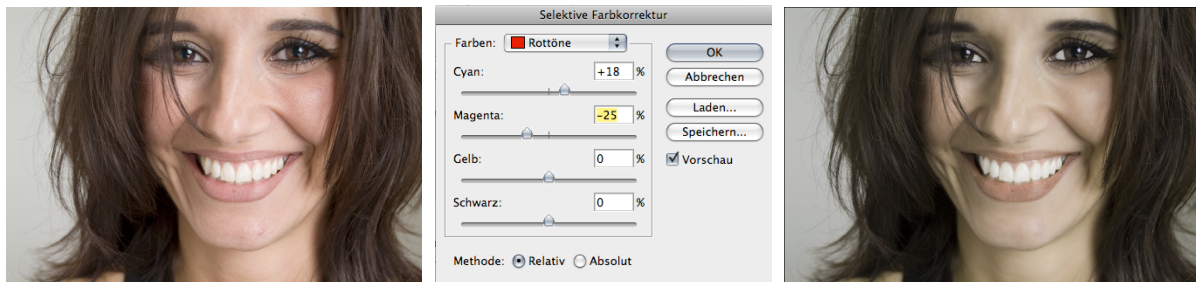 Selektive Farbkorrektur
Farben: Rottöne
Cyan: +18 %
Magenta: -25 %
Gelb: 0 %
Schwarz: 0 %
Methode: Relativ Absolut
OK
Abbrechen
Laden...
Speichern...
Vorschau